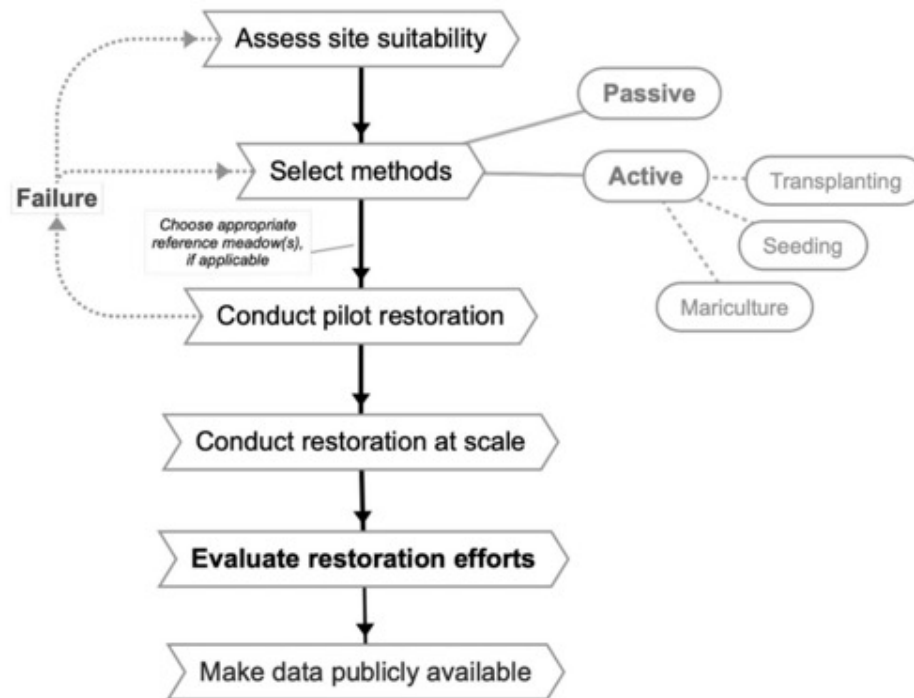 Assess site suitability
Passive
Select methods
Active
Transplanting
Failure
Choose appropriate
reference meadow(s),
if applicable
Seeding
Mariculture
Conduct pilot restoration
Conduct restoration at scale
Evaluate restoration efforts
Make data publicly available